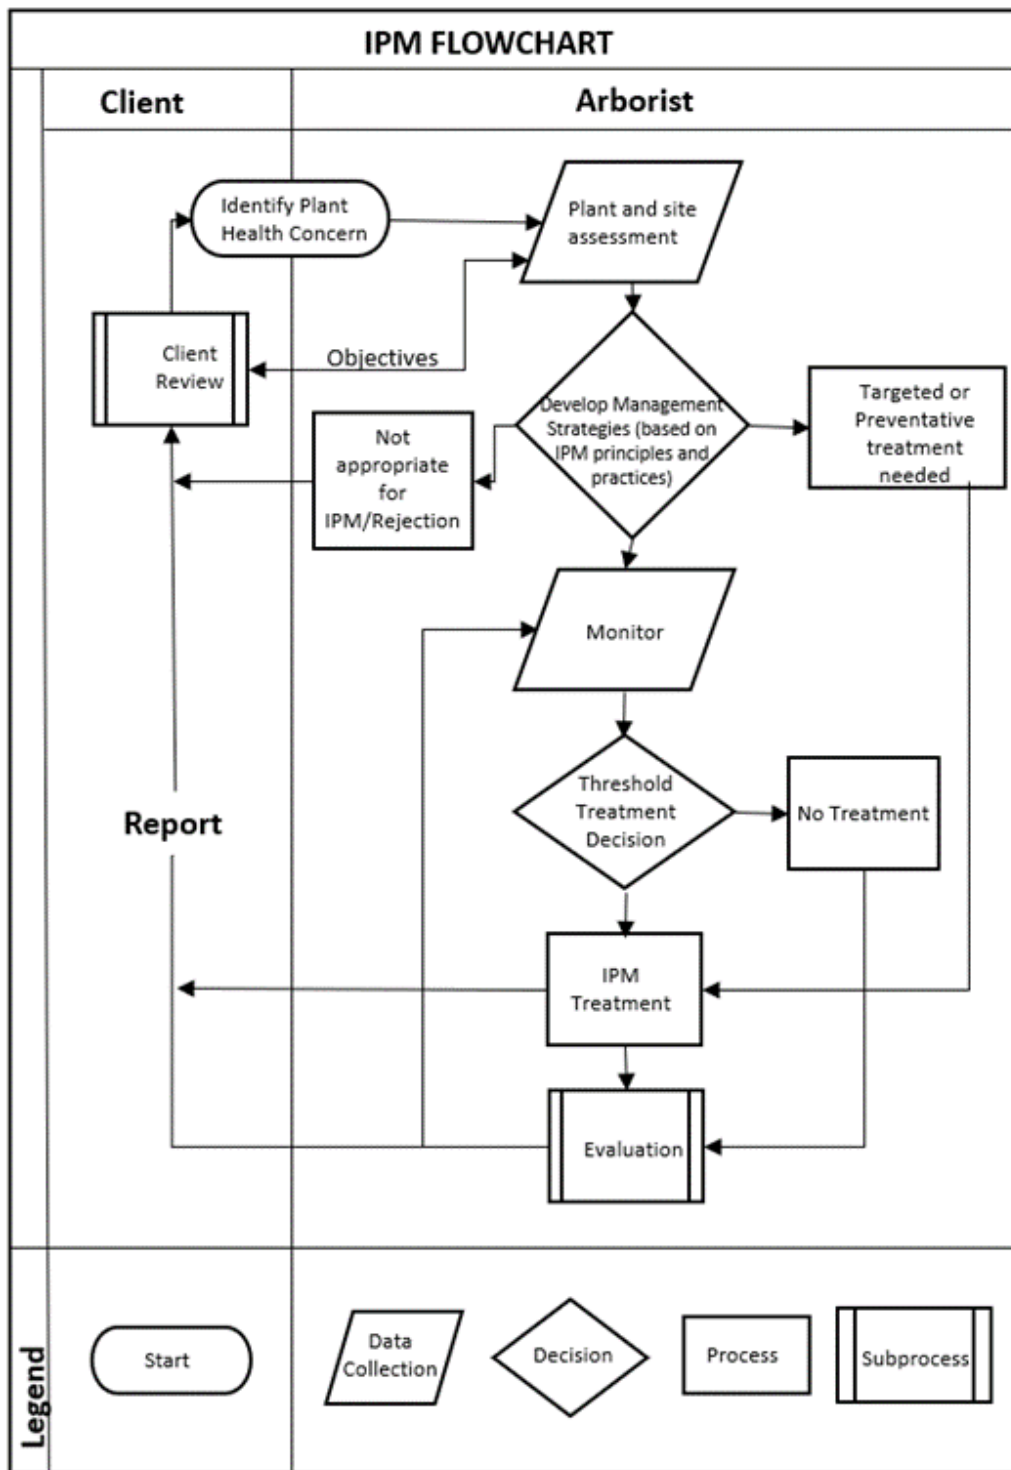 IPM FLOWCHART
Client
Arborist
Identify Plant
Health Concern
Plant and site
assessment
Client
Review
Objectives
Not
appropriate
for
IPM/Rejection
Develop Management
Strategies (based on
IPM principles and
practices)
Targeted or
Preventative
treatment
needed
Monitor
Threshold
Treatment
Decision
No Treatment
Report
IPM
Treatment
Evaluation
Legend
Start
Data
Collection
Decision
Process
Subprocess